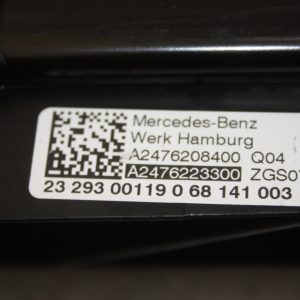 Mercedes-Benz
Werk Hamburg
A2476208400 Q04
A2476223300 ZGS0
23 293 00119 0 68 141 003